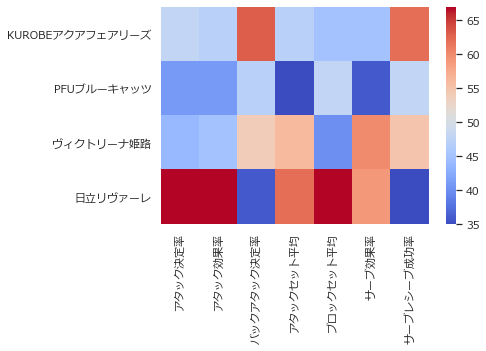 KUROBEアクアフェアリーズ
PFUブルーキャッツ
ヴィクトリーナ姫路
日立リヴァーレ
アタック決定率
アタック効果率
バックアタック決定率
アタックセット平均
ブロックセット平均
サーブ効果率
サーブレシーブ成功率
65
60
55
50
45
40
35